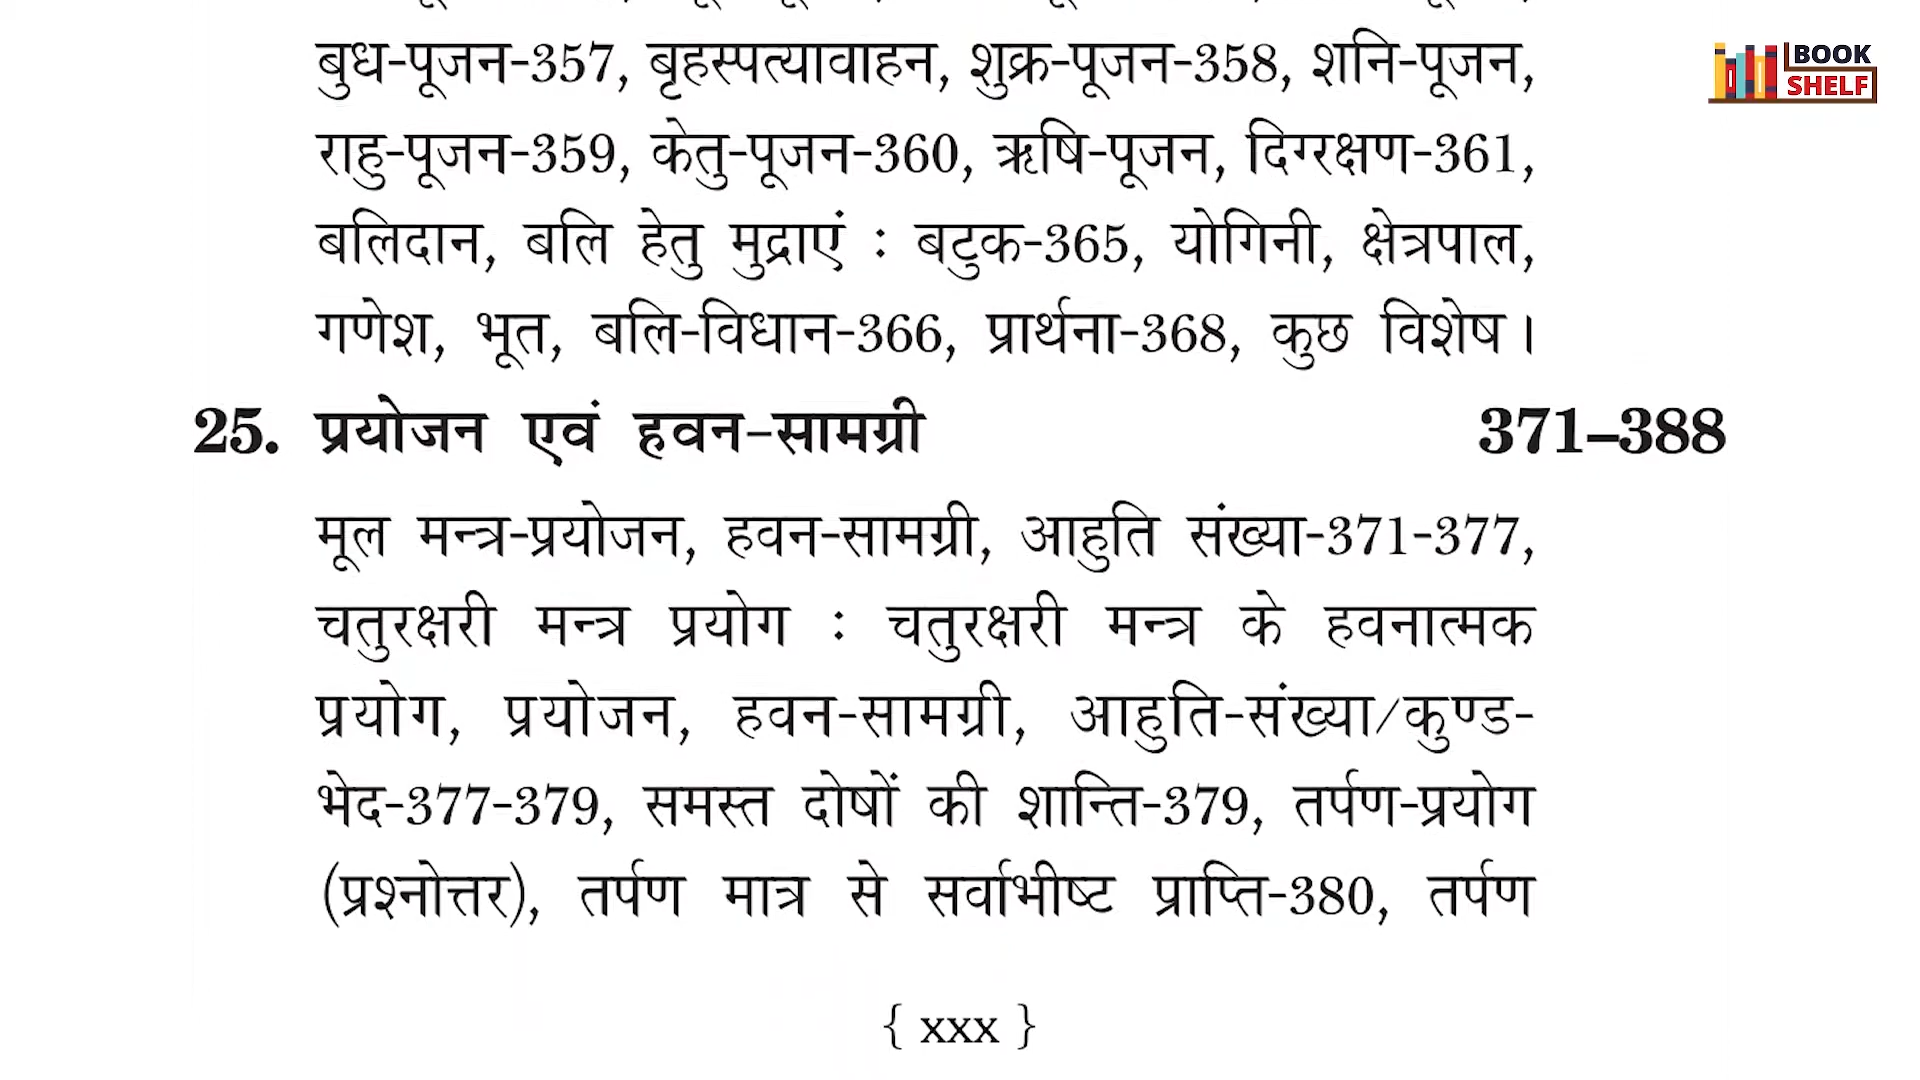 बुध-पूजन-357, बृहस्पत्यावाहन, शुक्र-पूजन-358, शनि-पूजन,
BOOK
SHELF
राहु-पूजन-359, केतु-पूजन-360, ऋषि-पूजन, दिग्रक्षण-361,
बलिदान, बलि हेतु मुद्राएं : बटुक-365, योगिनी, क्षेत्रपाल,
गणेश, भूत, बलि-विधान-366, प्रार्थना-368, कुछ विशेष।
25. प्रयोजन एवं हवन-सामग्री 371–388
मूल मन्त्र-प्रयोजन, हवन-सामग्री, आहुति संख्या-371-377,
चतुरक्षरी मन्त्र प्रयोग : चतुरक्षरी मन्त्र के हवनात्मक
प्रयोग, प्रयोजन, हवन-सामग्री, आहुति-संख्या/कुण्ड-
भेद-377-379, समस्त दोषों की शान्ति-379, तर्पण-प्रयोग
(प्रश्नोत्तर), तर्पण मात्र से सर्वाभीष्ट प्राप्ति-380, तर्पण
{ xxx }